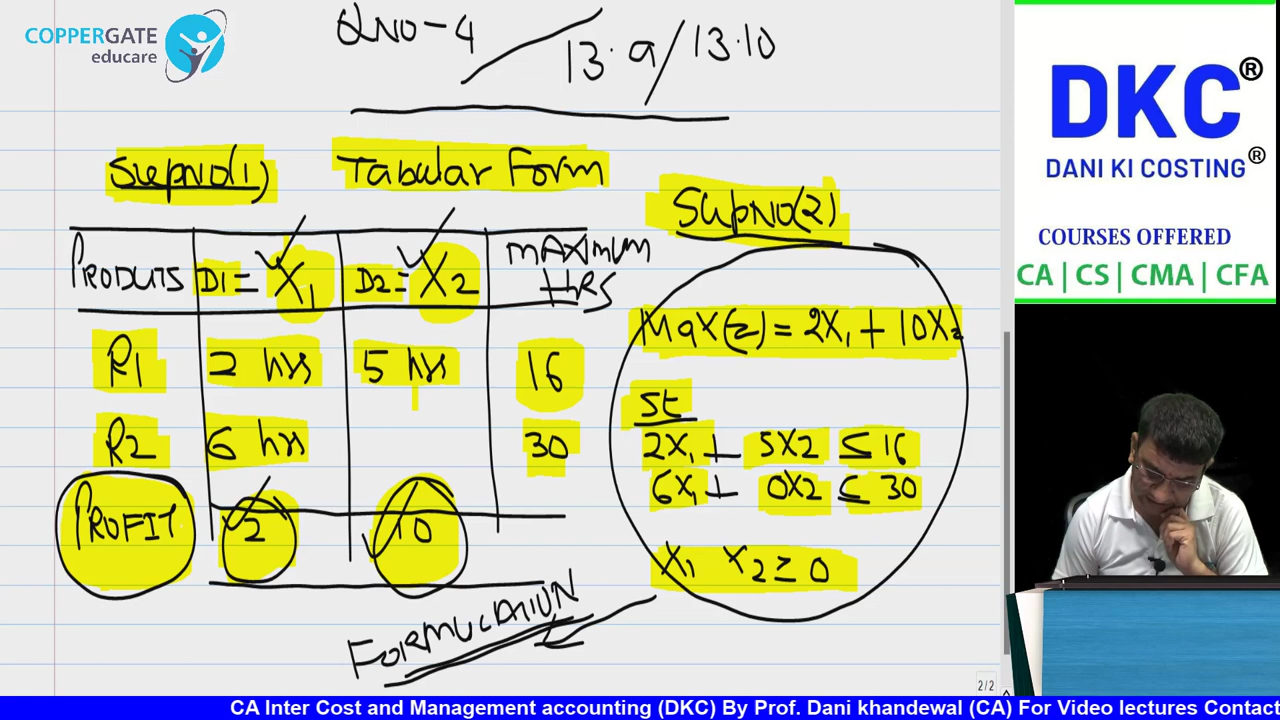 COPPERGATE
educare
QNO-4 13.9/13.10
StepNO(1) Tabular Form
PRODUTS D1= X1 D2= X2 MAXIMUM HRS
R1 2 hrs 5 hrs 16
R2 6 hrs 30
PROFIT 2 10
FORMULATION
StepNO(2)
Max(z) = 2X1 + 10X2
St
2X1 + 5X2 ≤ 16
6X1 + 0X2 ≤ 30
X1 X2 ≥ 0
2/2
DKC®
DANI KI COSTING®
COURSES OFFERED
CA | CS | CMA | CFA
CA Inter Cost and Management accounting (DKC) By Prof. Dani khandewal (CA) For Video lectures Contact